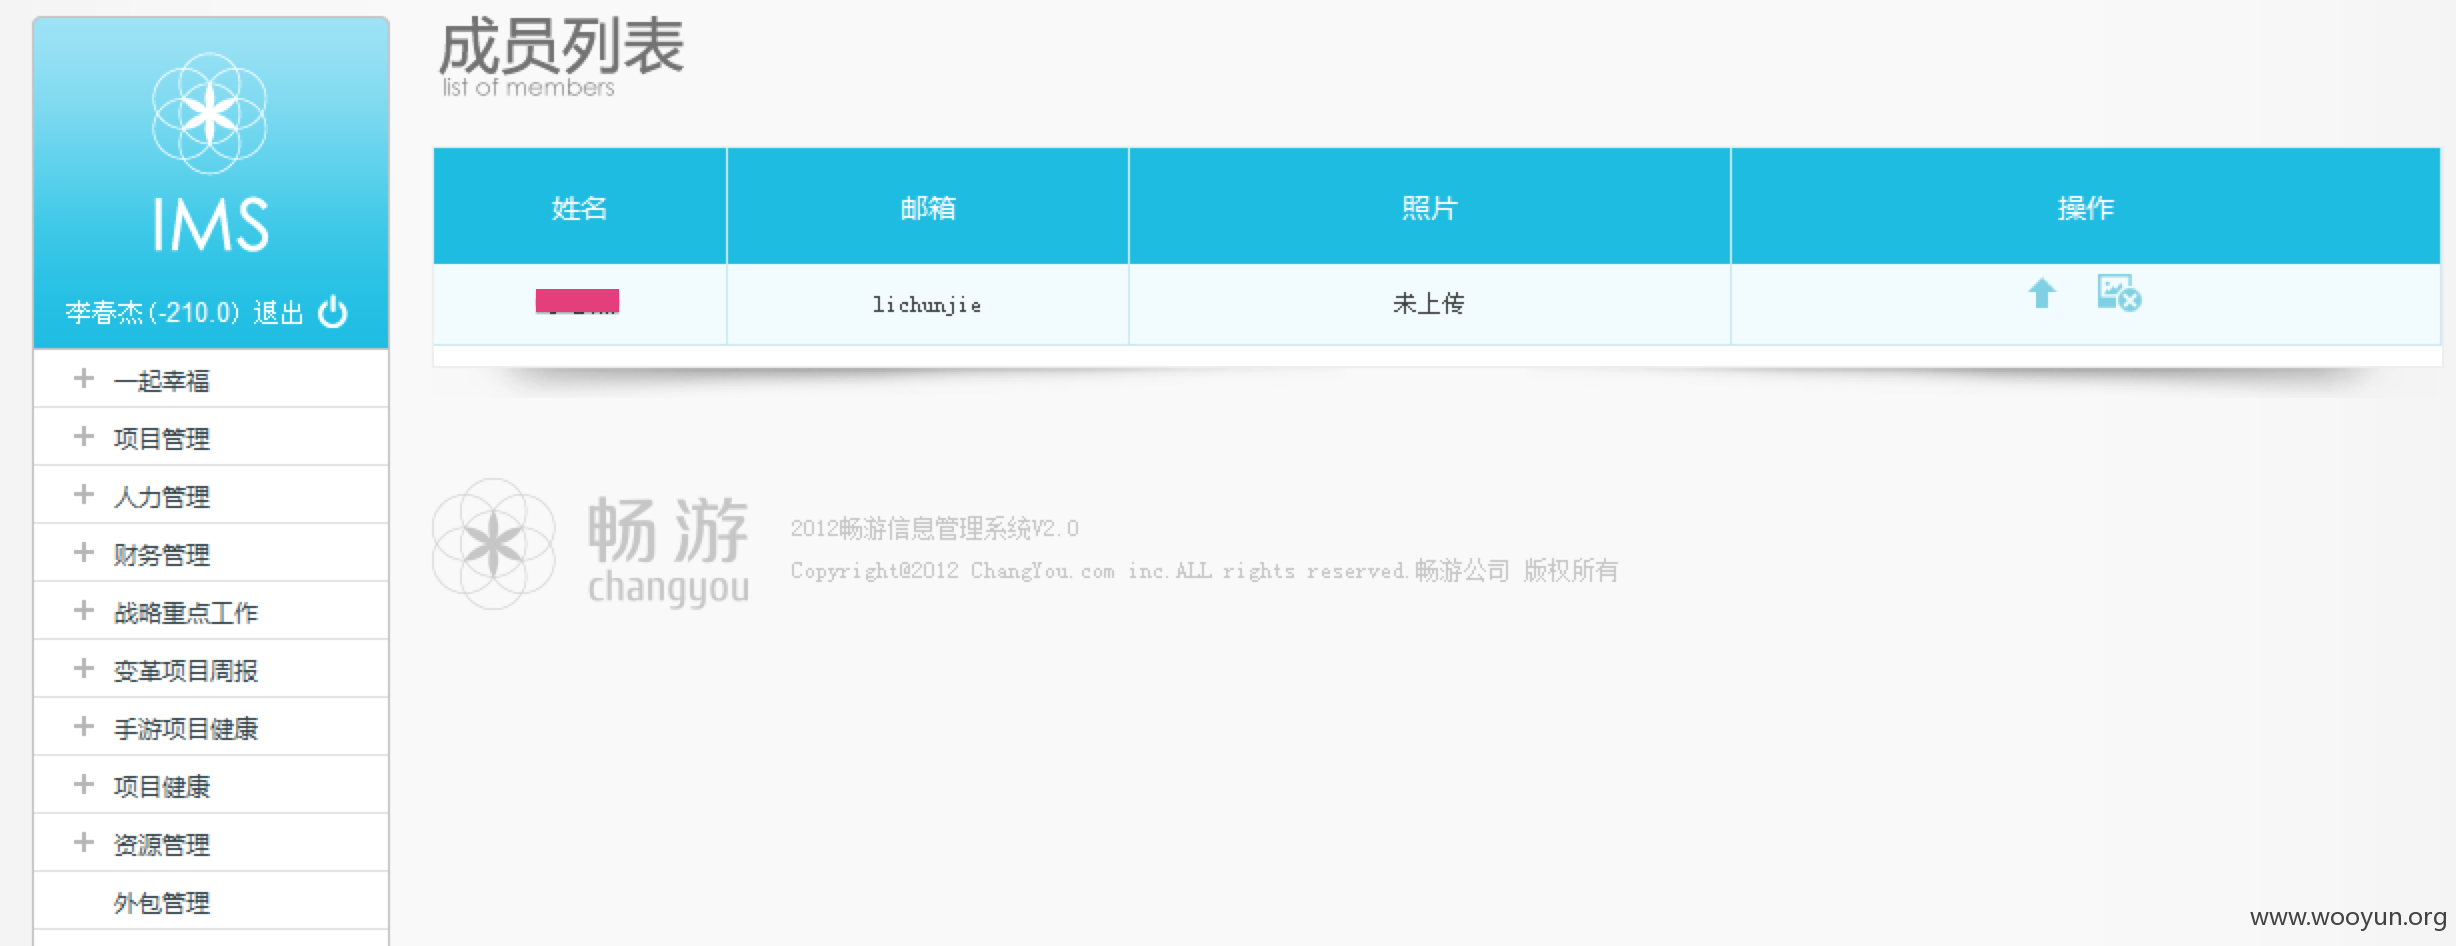 IMS
李春杰(-210.0) 退出
一起幸福
项目管理
人力管理
财务管理
战略重点工作
变革项目周报
手游项目健康
项目健康
资源管理
外包管理
成员列表
list of members
姓名 邮箱 照片 操作
lichunjie 未上传
畅游
changyou
2012畅游信息管理系统V2.0
Copyright@2012 ChangYou.com inc.ALL rights reserved.畅游公司 版权所有
www.wooyun.org